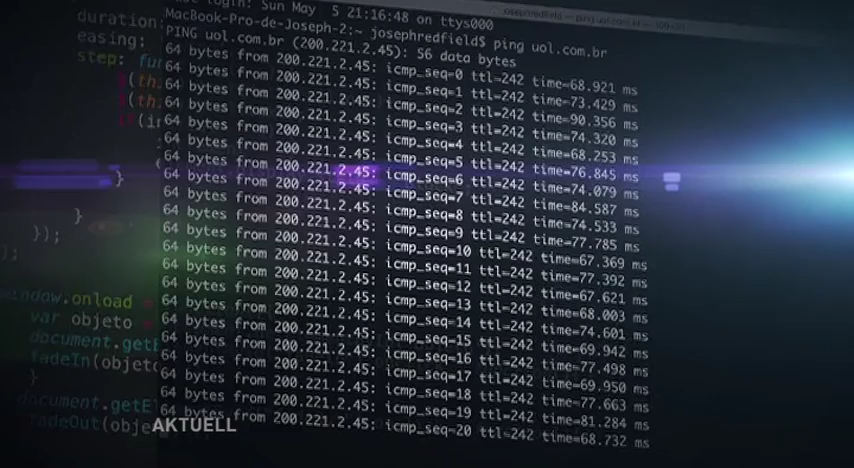 login: Sun May 5 21:16:48 on ttys000
MacBook-Pro-de-Joseph-2:~ josephredfield$ ping uol.com.br
PING uol.com.br (200.221.2.45): 56 data bytes
64 bytes from 200.221.2.45: icmp_seq=0 ttl=242 time=68.921 ms
64 bytes from 200.221.2.45: icmp_seq=1 ttl=242 time=73.429 ms
64 bytes from 200.221.2.45: icmp_seq=2 ttl=242 time=90.356 ms
64 bytes from 200.221.2.45: icmp_seq=3 ttl=242 time=74.320 ms
64 bytes from 200.221.2.45: icmp_seq=4 ttl=242 time=68.253 ms
64 bytes from 200.221.2.45: icmp_seq=5 ttl=242 time=76.845 ms
64 bytes from 200.221.2.45: icmp_seq=6 ttl=242 time=74.079 ms
64 bytes from 200.221.2.45: icmp_seq=7 ttl=242 time=84.587 ms
64 bytes from 200.221.2.45: icmp_seq=8 ttl=242 time=74.533 ms
64 bytes from 200.221.2.45: icmp_seq=9 ttl=242 time=77.785 ms
64 bytes from 200.221.2.45: icmp_seq=10 ttl=242 time=67.369 ms
64 bytes from 200.221.2.45: icmp_seq=11 ttl=242 time=77.392 ms
64 bytes from 200.221.2.45: icmp_seq=12 ttl=242 time=67.621 ms
64 bytes from 200.221.2.45: icmp_seq=13 ttl=242 time=68.003 ms
64 bytes from 200.221.2.45: icmp_seq=14 ttl=242 time=74.601 ms
64 bytes from 200.221.2.45: icmp_seq=15 ttl=242 time=69.942 ms
64 bytes from 200.221.2.45: icmp_seq=16 ttl=242 time=77.498 ms
64 bytes from 200.221.2.45: icmp_seq=17 ttl=242 time=69.950 ms
64 bytes from 200.221.2.45: icmp_seq=18 ttl=242 time=77.663 ms
64 bytes from 200.221.2.45: icmp_seq=19 ttl=242 time=81.284 ms
64 bytes from 200.221.2.45: icmp_seq=20 ttl=242 time=68.732 ms
duration:
easing:
step: fu
(thi
(thi
(in
}
}
});
);
window.onload =
var objeto =
document.getE
fadeIn(objeto
}
document.getE
fadeOut(obje
AKTUELL